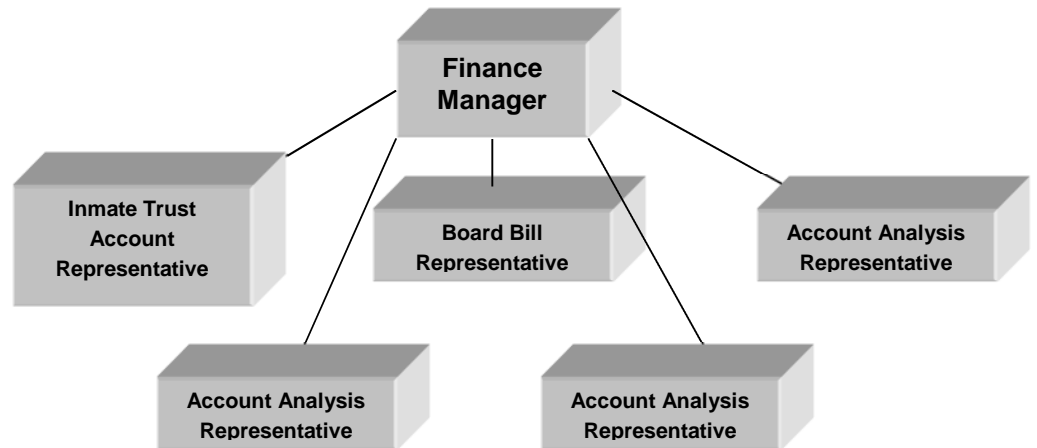 Finance
Manager
Inmate Trust
Account
Representative
Board Bill
Representative
Account Analysis
Representative
Account Analysis
Representative
Account Analysis
Representative